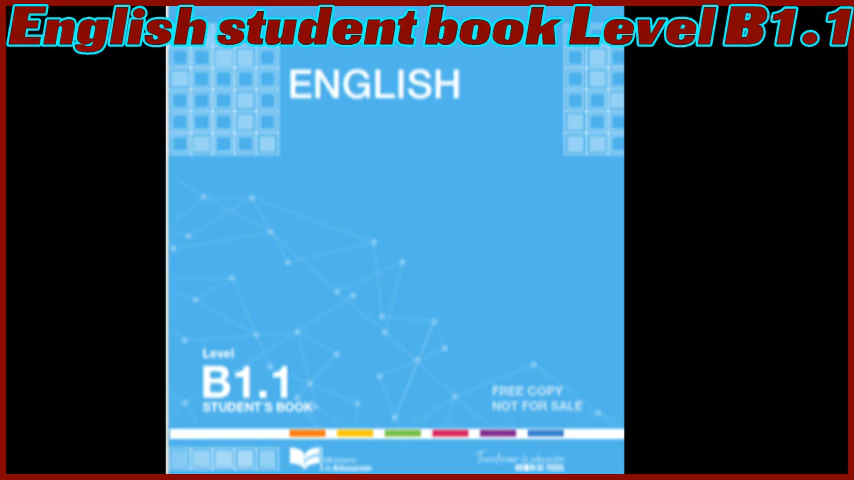 English student book Level B1.1
ENGLISH
Level
B1.1
STUDENT'S BOOK
FREE COPY
NOT FOR SALE